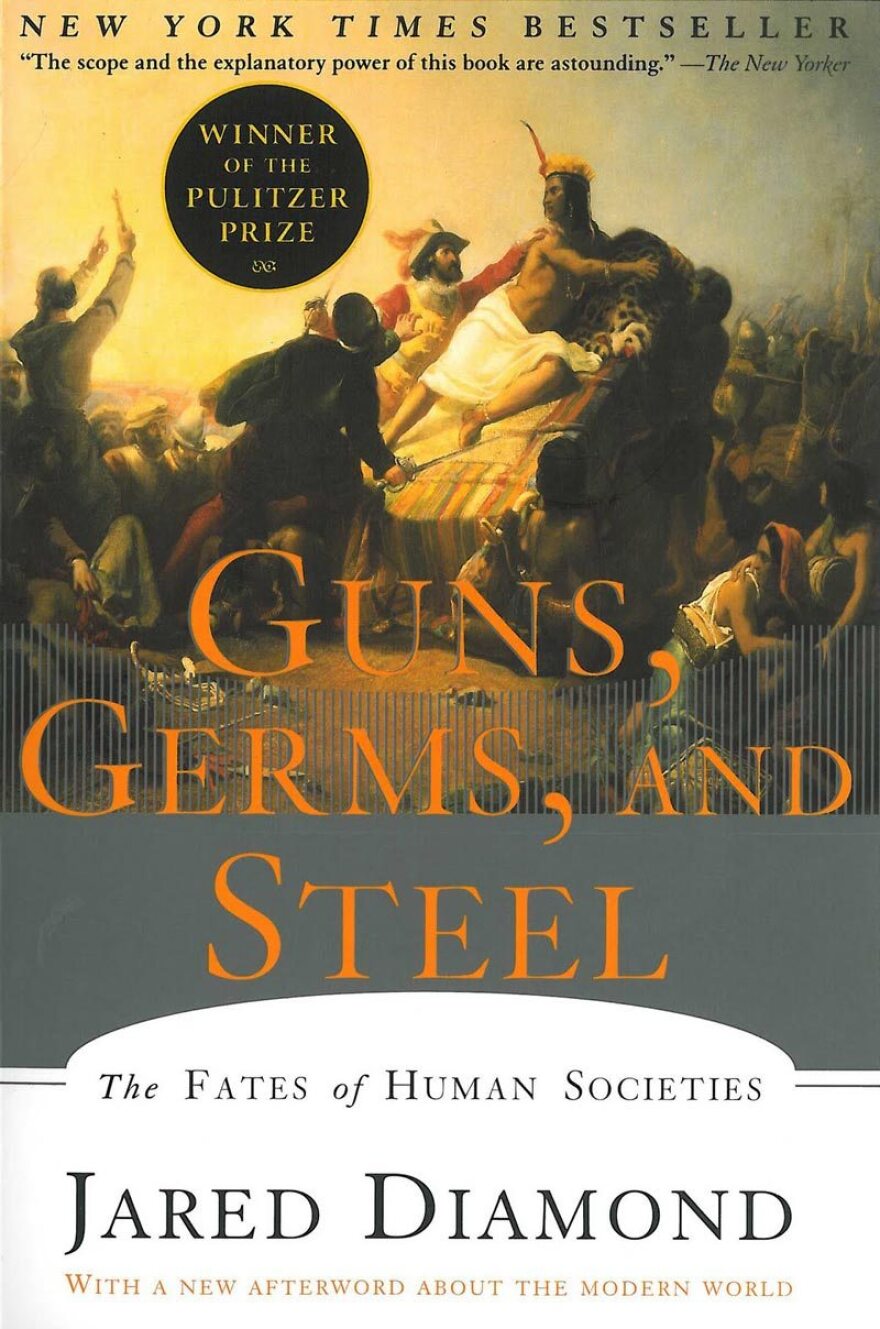 NEW YORK TIMES BESTSELLER
“The scope and the explanatory power of this book are astounding.” —The New Yorker
WINNER
OF THE
PULITZER
PRIZE
GUNS,
GERMS, AND
STEEL
The FATES of HUMAN SOCIETIES
JARED DIAMOND
WITH A NEW AFTERWORD ABOUT THE MODERN WORLD